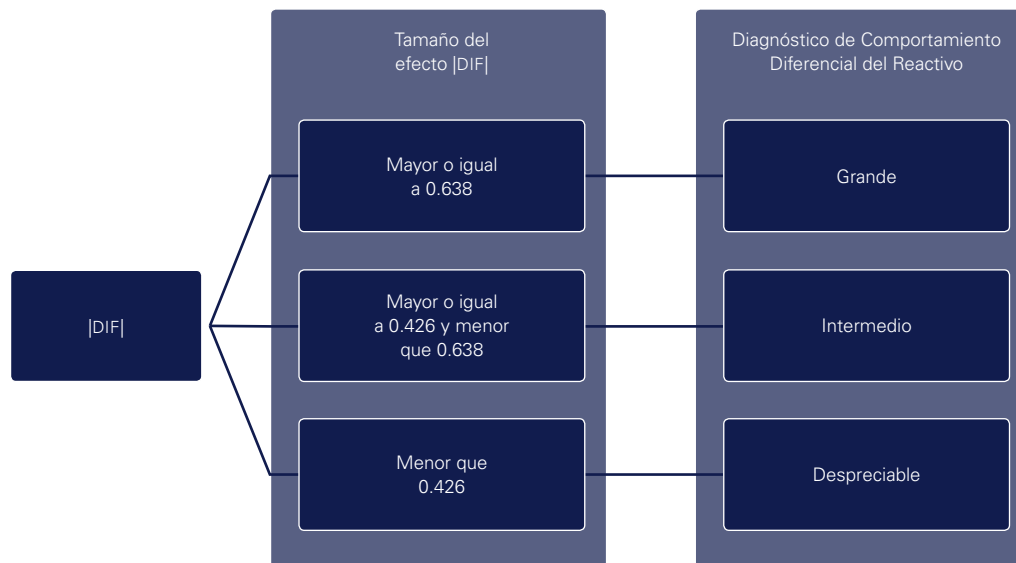 Tamaño del
efecto |DIF|
Diagnóstico de Comportamiento
Diferencial del Reactivo
Mayor o igual
a 0.638
Grande
|DIF|
Mayor o igual
a 0.426 y menor
que 0.638
Intermedio
Menor que
0.426
Despreciable